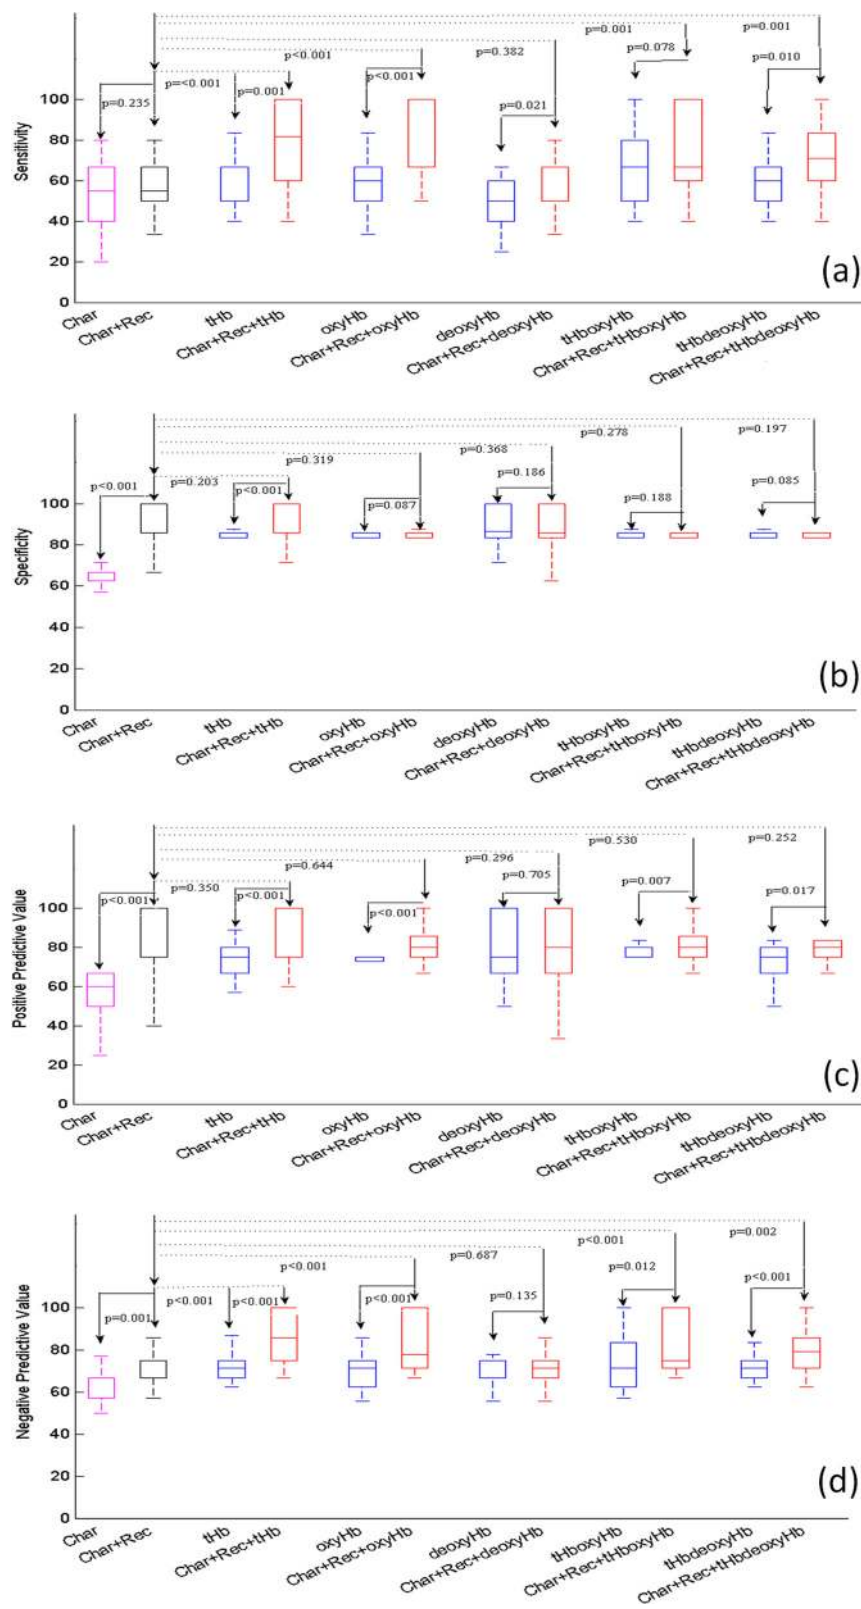 p<0.001
p=0.382
p=0.001
p=0.001
p=0.235
p=<0.001
p=0.001
p<0.001
p=0.021
p=0.078
p=0.010
100
80
60
40
20
0
Sensitivity
(a)
Char
Char+Rec
tHb
Char+Rec+tHb
oxyHb
Char+Rec+oxyHb
deoxyHb
Char+Rec+deoxyHb
tHboxyHb
Char+Rec+tHboxyHb
tHbdeoxyHb
Char+Rec+tHbdeoxyHb
p=0.319
p=0.368
p=0.278
p=0.197
p<0.001
p=0.203
p<0.001
p=0.087
p=0.186
p=0.188
p=0.085
100
80
60
40
20
0
Specificity
(b)
Char
Char+Rec
tHb
Char+Rec+tHb
oxyHb
Char+Rec+oxyHb
deoxyHb
Char+Rec+deoxyHb
tHboxyHb
Char+Rec+tHboxyHb
tHbdeoxyHb
Char+Rec+tHbdeoxyHb
p=0.644
p=0.296
p=0.530
p=0.252
p<0.001
p=0.350
p<0.001
p<0.001
p=0.705
p=0.007
p=0.017
100
80
60
40
20
0
Positive Predictive Value
(c)
Char
Char+Rec
tHb
Char+Rec+tHb
oxyHb
Char+Rec+oxyHb
deoxyHb
Char+Rec+deoxyHb
tHboxyHb
Char+Rec+tHboxyHb
tHbdeoxyHb
Char+Rec+tHbdeoxyHb
p<0.001
p=0.687
p<0.001
p=0.002
p=0.001
p<0.001
p<0.001
p<0.001
p=0.135
p=0.012
p<0.001
100
80
60
40
20
0
Negative Predictive Value
(d)
Char
Char+Rec
tHb
Char+Rec+tHb
oxyHb
Char+Rec+oxyHb
deoxyHb
Char+Rec+deoxyHb
tHboxyHb
Char+Rec+tHboxyHb
tHbdeoxyHb
Char+Rec+tHbdeoxyHb